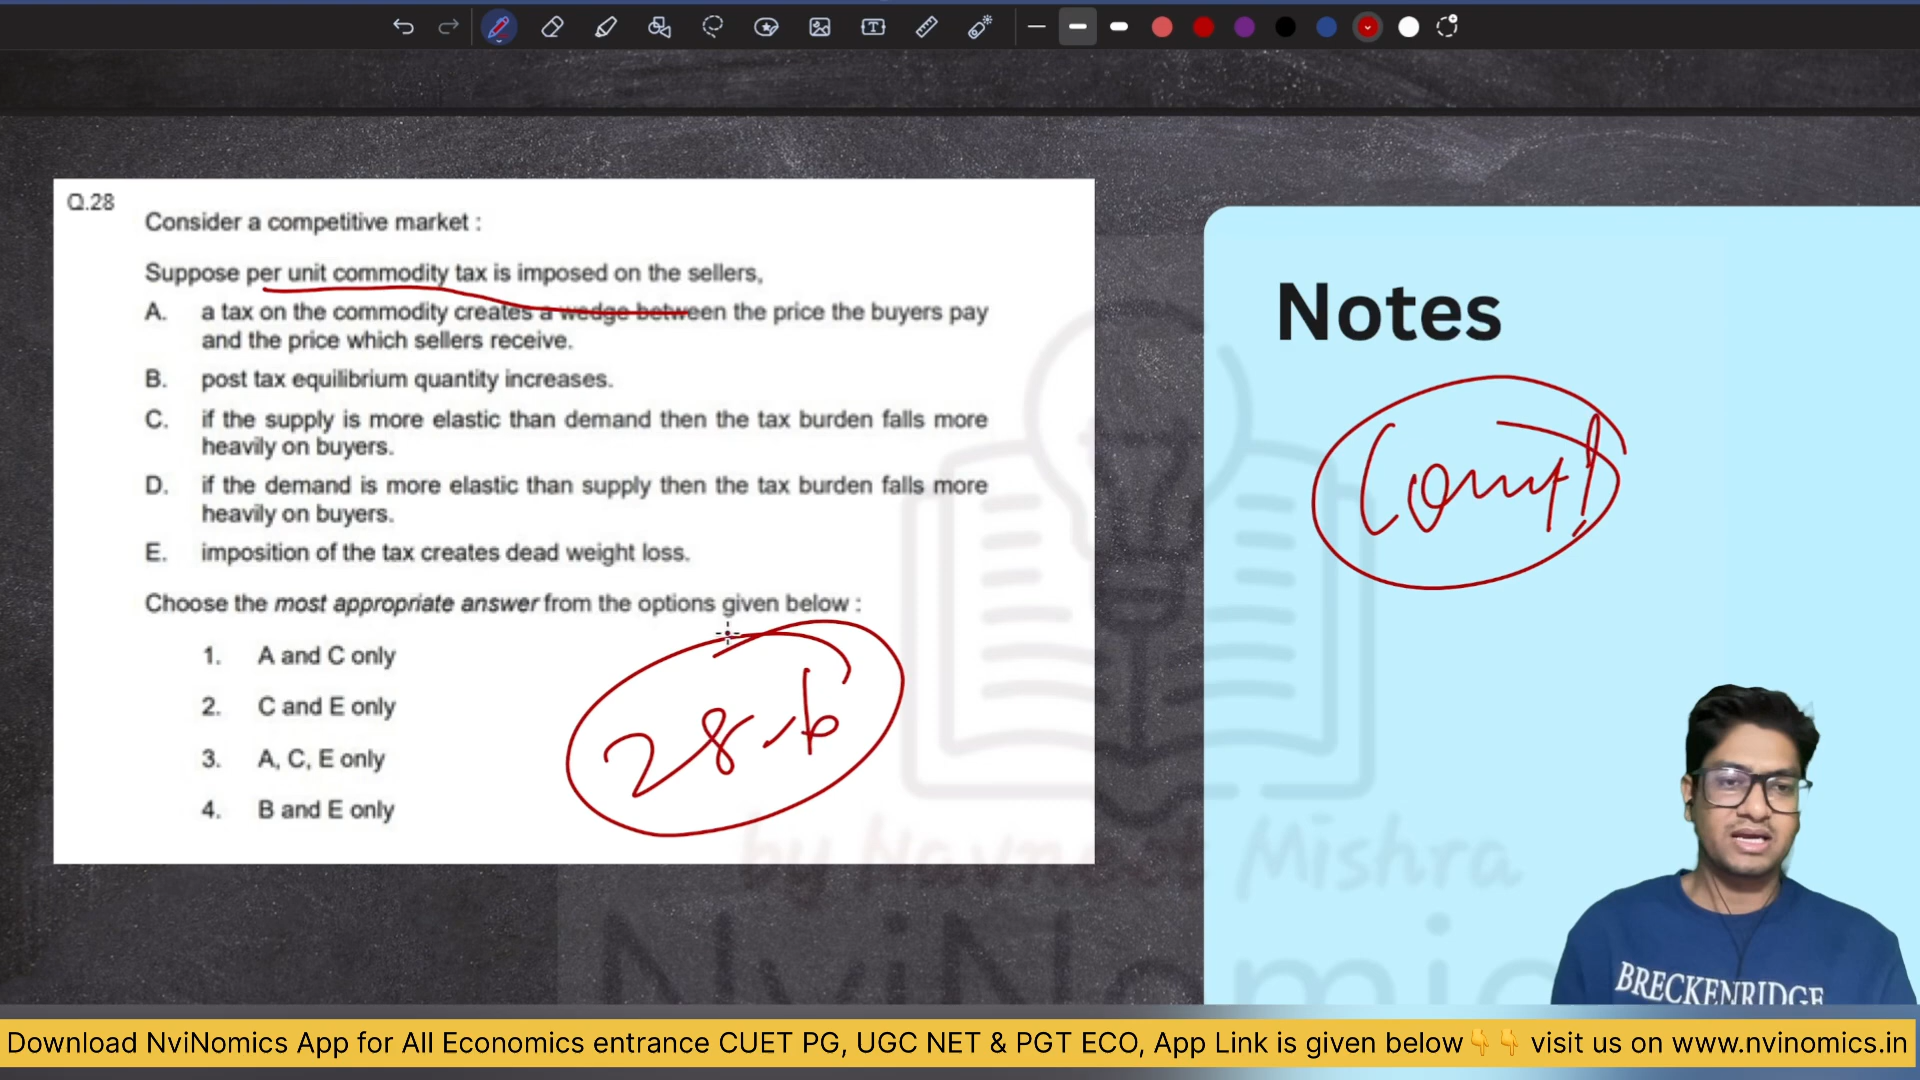 Q.28
Consider a competitive market :
Suppose per unit commodity tax is imposed on the sellers,
A. a tax on the commodity creates a wedge between the price the buyers pay
and the price which sellers receive.
B. post tax equilibrium quantity increases.
C. if the supply is more elastic than demand then the tax burden falls more
heavily on buyers.
D. if the demand is more elastic than supply then the tax burden falls more
heavily on buyers.
E. imposition of the tax creates dead weight loss.
Choose the most appropriate answer from the options given below :
1. A and C only
2. C and E only
3. A, C, E only
4. B and E only
28
Notes
by Navneet Mishra
NviNomic
BRECKENRIDGE
Download NviNomics App for All Economics entrance CUET PG, UGC NET & PGT ECO, App Link is given below👇👇 visit us on www.nvinomics.in